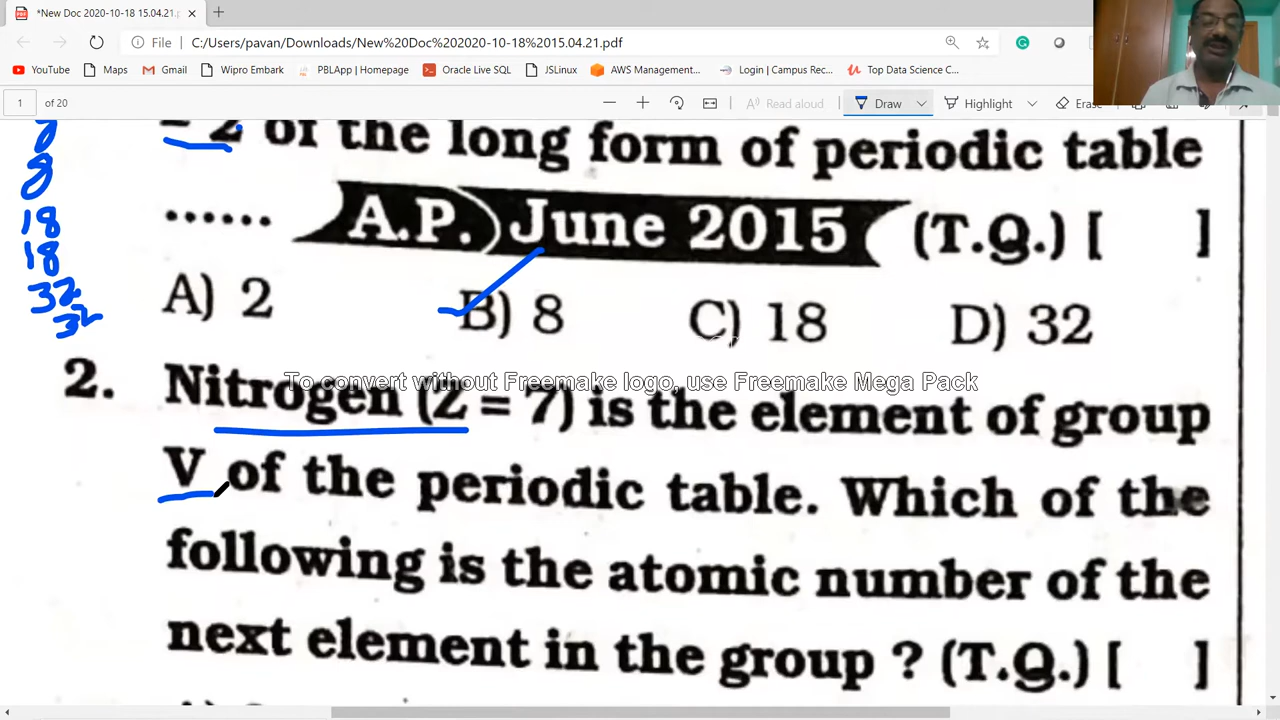 *New Doc 2020-10-18 15.04.21.p
File C:/Users/pavan/Downloads/New%20Doc%202020-10-18%2015.04.21.pdf
YouTube Maps Gmail Wipro Embark PBLApp | Homepage Oracle Live SQL JSLinux AWS Management... Login | Campus Rec... Top Data Science C...
1 of 20 Read aloud Draw Highlight Erase
8
8
18
18
32
32
= 2 of the long form of periodic table
...... A.P. June 2015 (T.Q.) [ ]
A) 2 B) 8 C) 18 D) 32
To convert without Freemake logo, use Freemake Mega Pack
2. Nitrogen (Z = 7) is the element of group
V of the periodic table. Which of the
following is the atomic number of the
next element in the group ? (T.Q.) [ ]